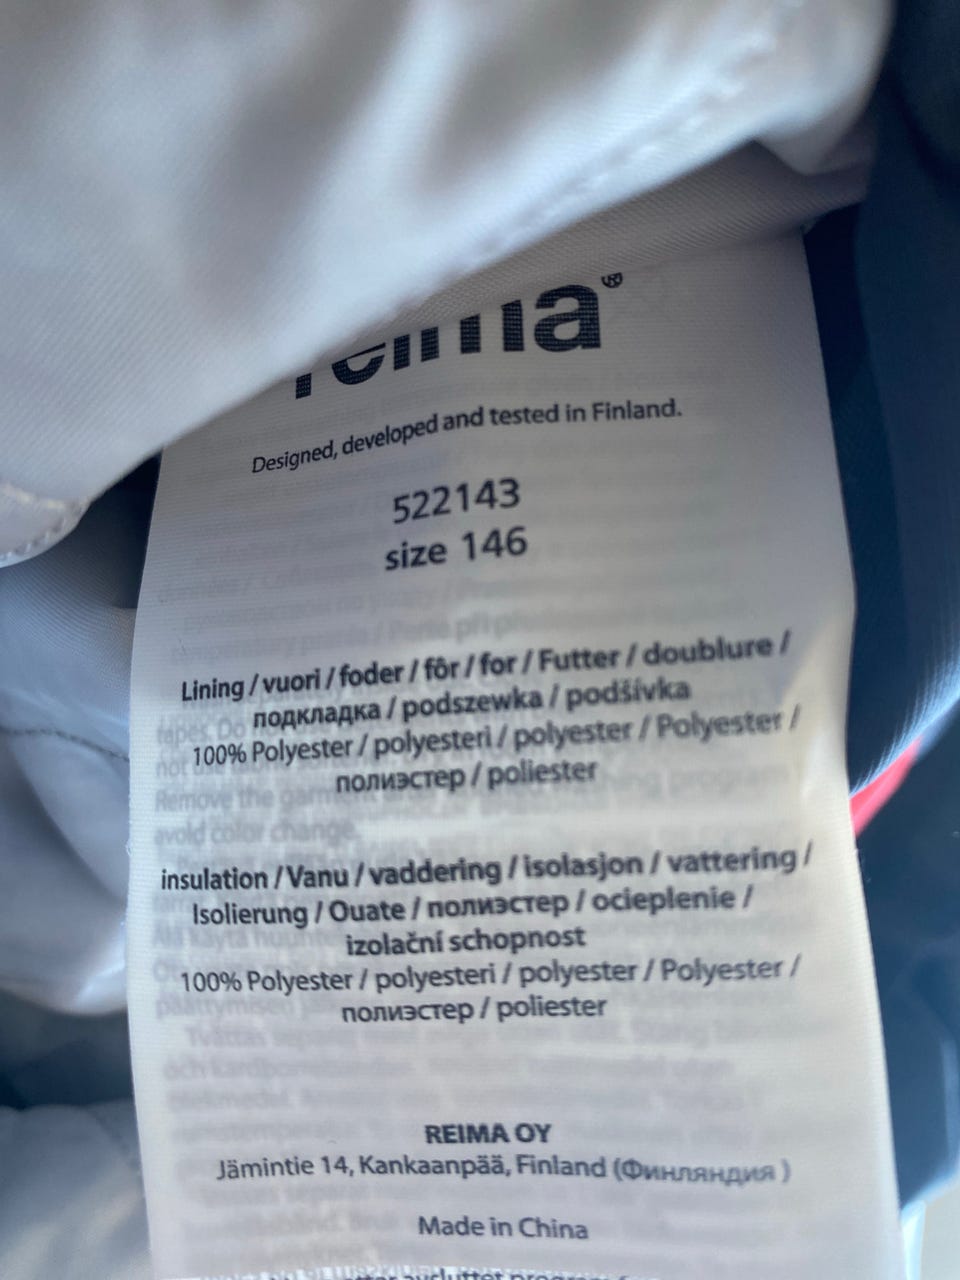 reima®
Designed, developed and tested in Finland.
522143
size 146
Lining / vuori / foder / fôr / for / Futter / doublure /
подкладка / podszewka / podšívka
100% Polyester / polyesteri / polyester / Polyester /
полиэстер / poliester
insulation / Vanu / vaddering / isolasjon / vattering /
Isolierung / Ouate / полиэстер / ocieplenie /
izolační schopnost
100% Polyester / polyesteri / polyester / Polyester /
полиэстер / poliester
REIMA OY
Jämintie 14, Kankaanpää, Finland (Финляндия )
Made in China